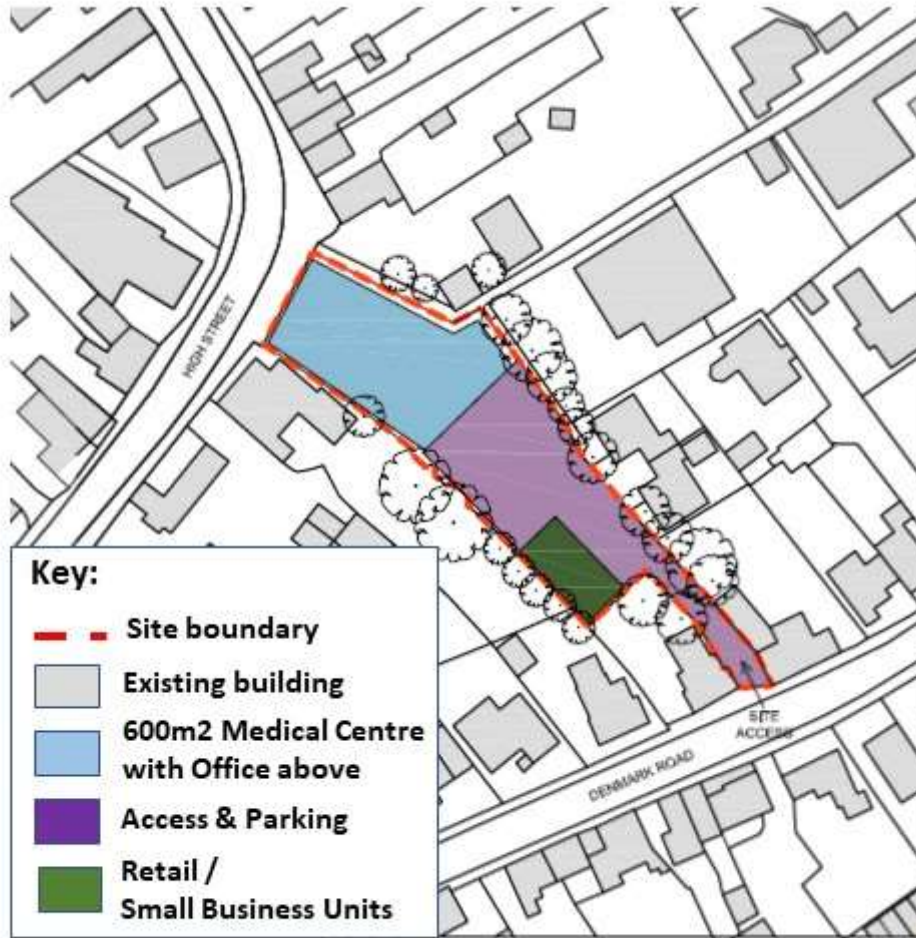 HIGH STREET
Key:
Site boundary
Existing building
600m2 Medical Centre
with Office above
Access & Parking
Retail /
Small Business Units
SITE
ACCESS
DENMARK ROAD